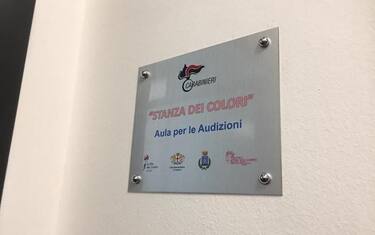 CARABINIERI
"STANZA DEI COLORI"
Aula per le Audizioni